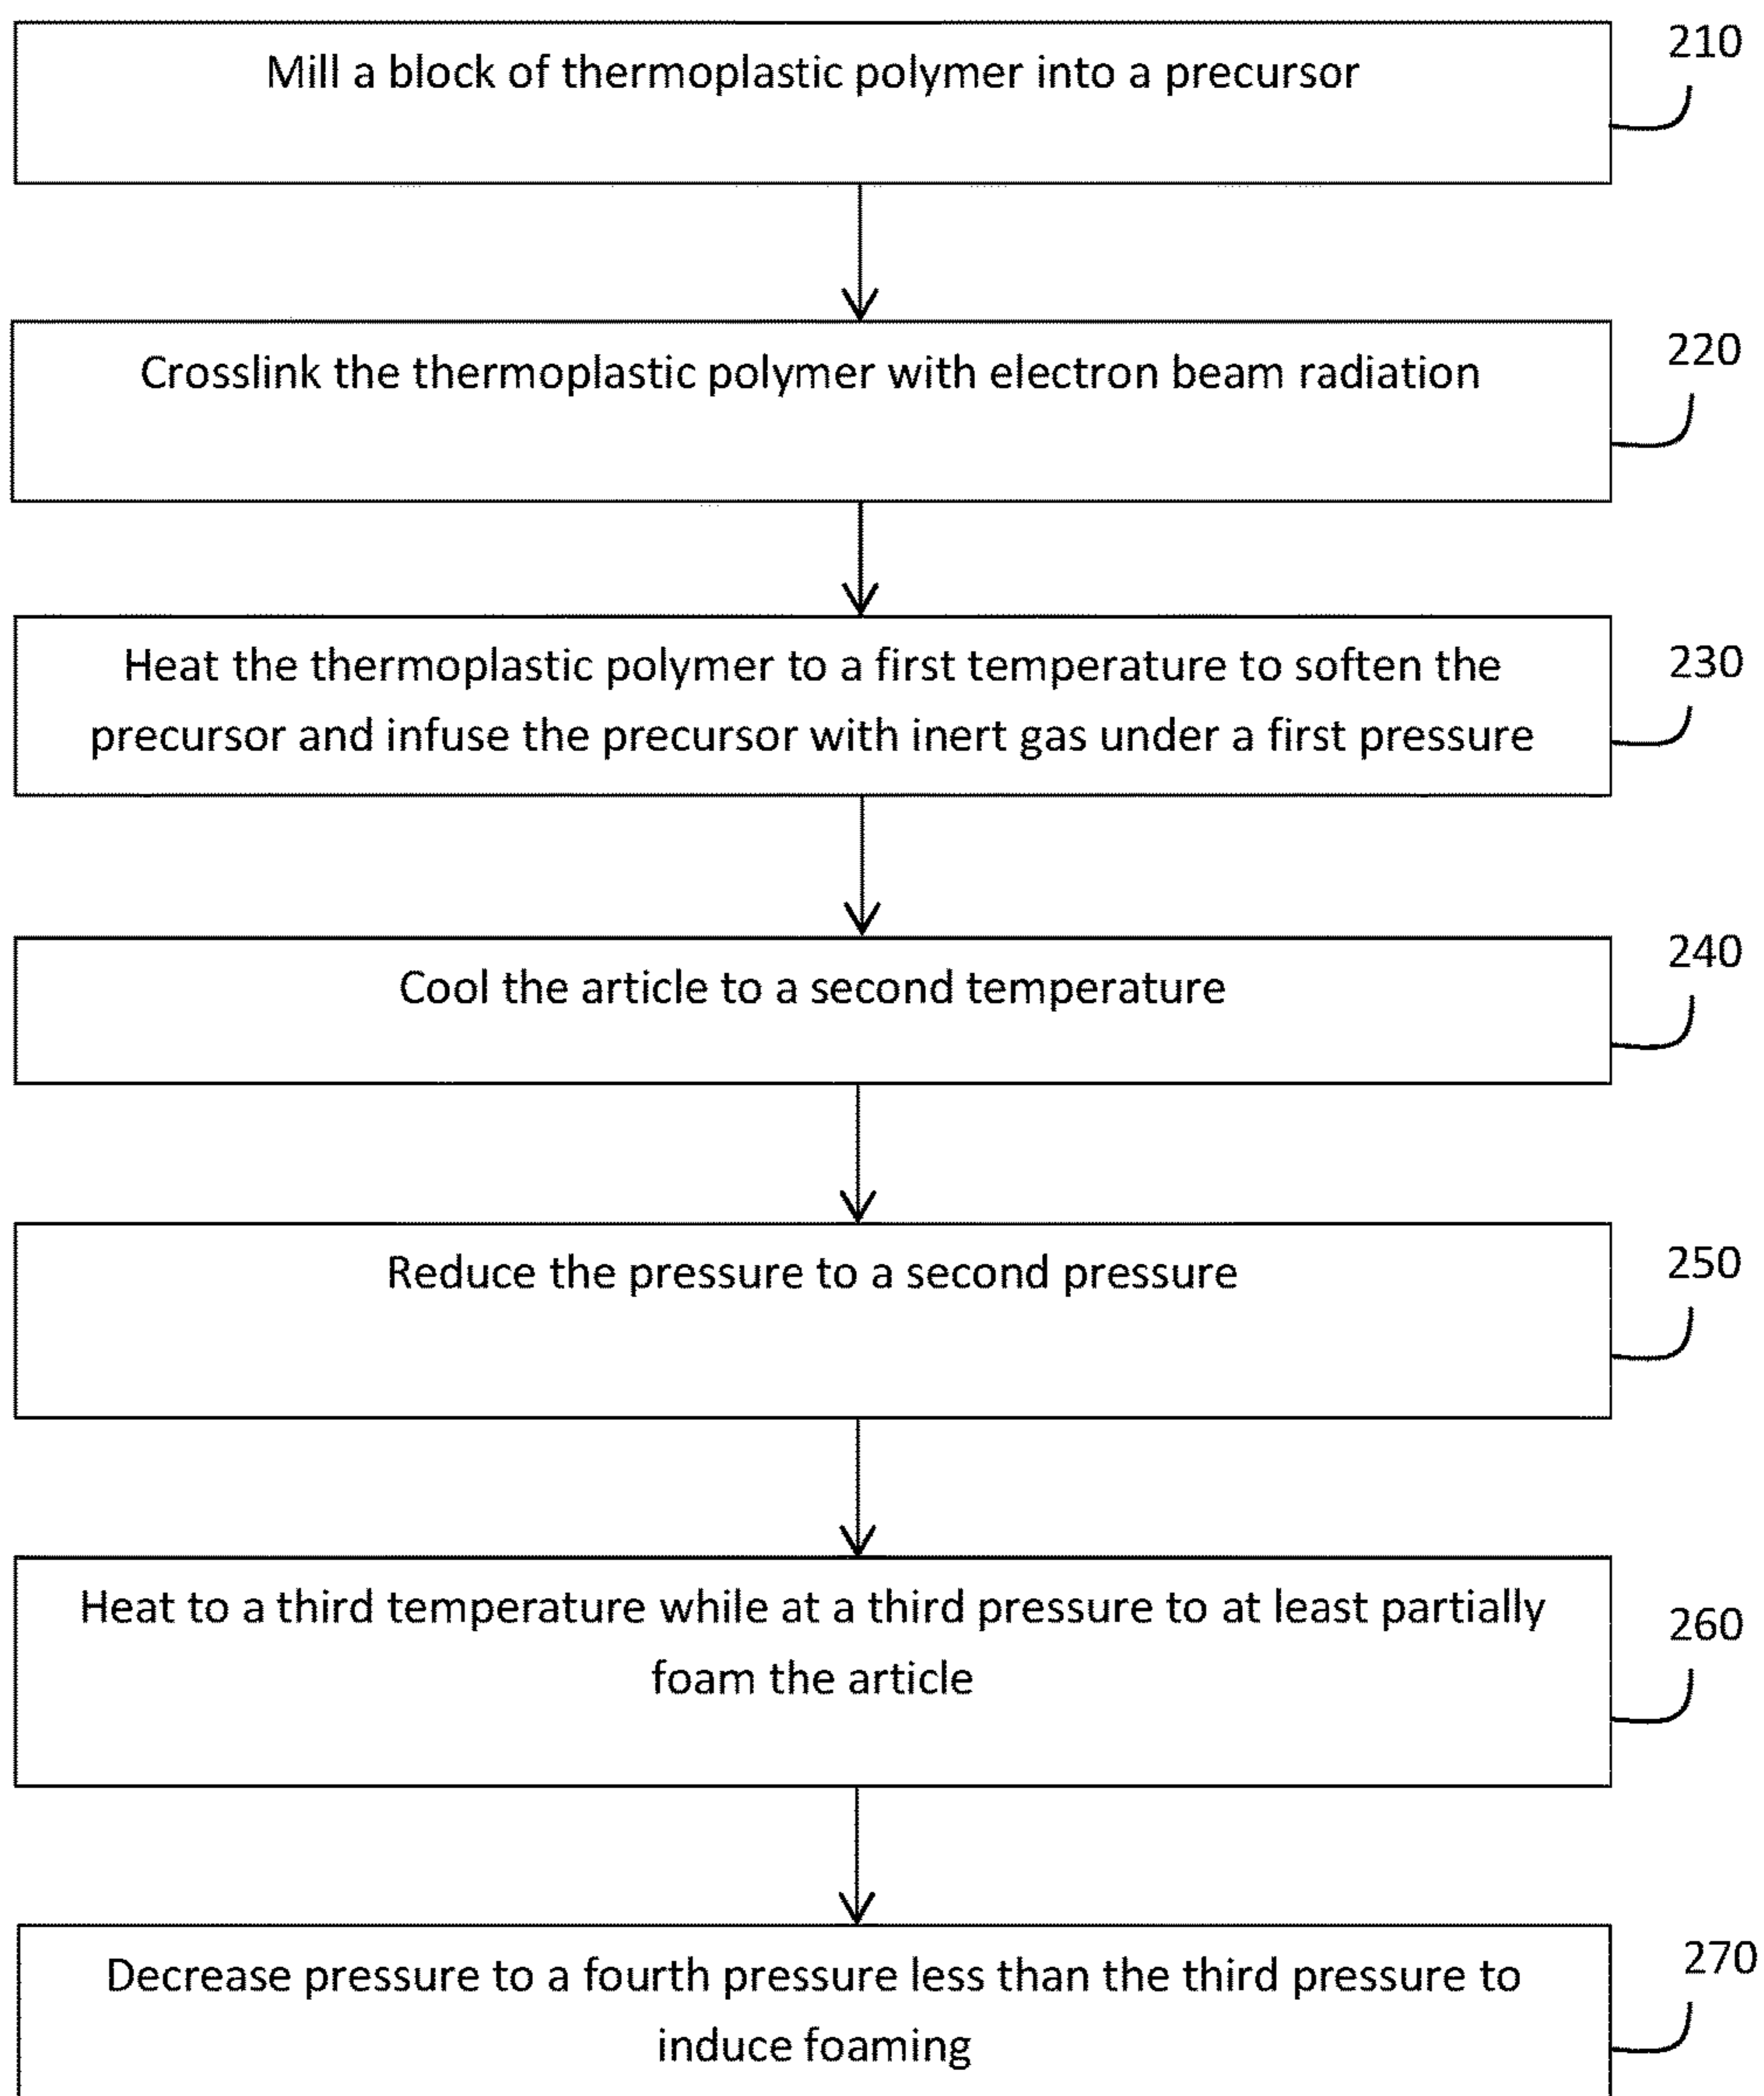 Mill a block of thermoplastic polymer into a precursor
210
Crosslink the thermoplastic polymer with electron beam radiation
220
Heat the thermoplastic polymer to a first temperature to soften the
precursor and infuse the precursor with inert gas under a first pressure
230
Cool the article to a second temperature
240
Reduce the pressure to a second pressure
250
Heat to a third temperature while at a third pressure to at least partially
foam the article
260
Decrease pressure to a fourth pressure less than the third pressure to
induce foaming
270